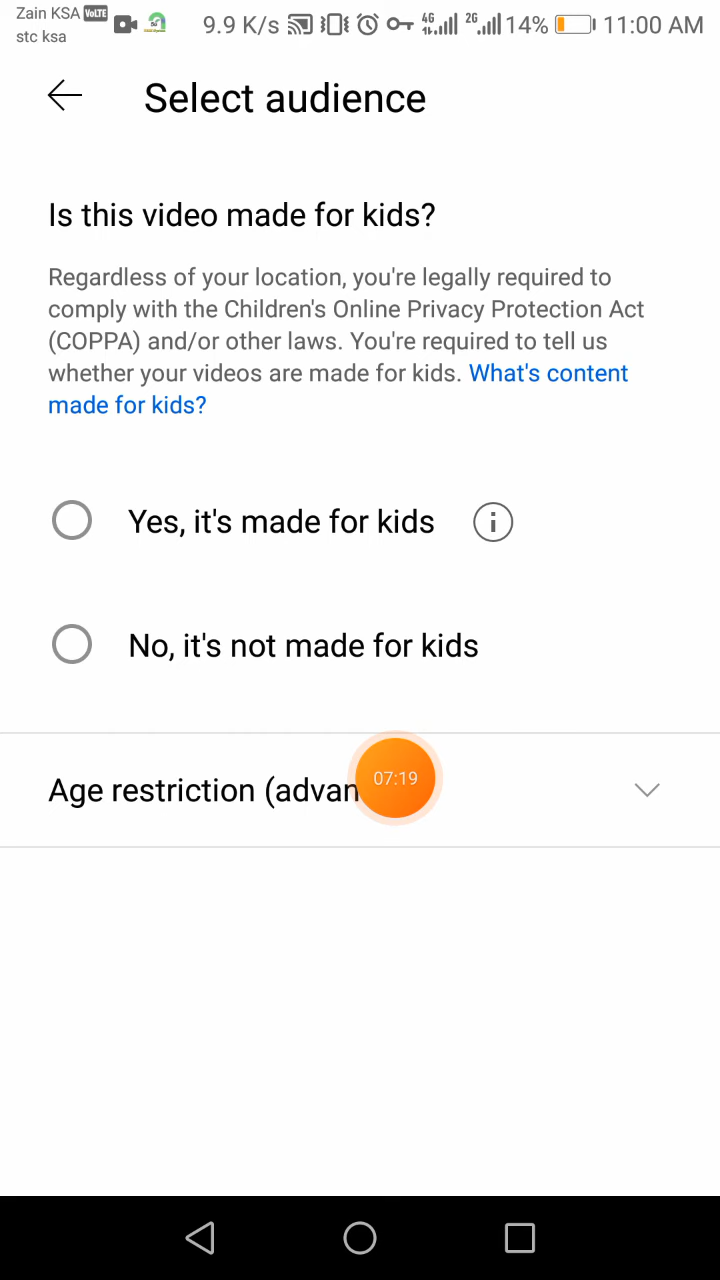 Zain KSA VoLTE
stc ksa
9.9 K/s 4G 2G 14% 11:00 AM
Select audience
Is this video made for kids?
Regardless of your location, you're legally required to
comply with the Children's Online Privacy Protection Act
(COPPA) and/or other laws. You're required to tell us
whether your videos are made for kids. What's content
made for kids?
Yes, it's made for kids
No, it's not made for kids
Age restriction (advan
07:19